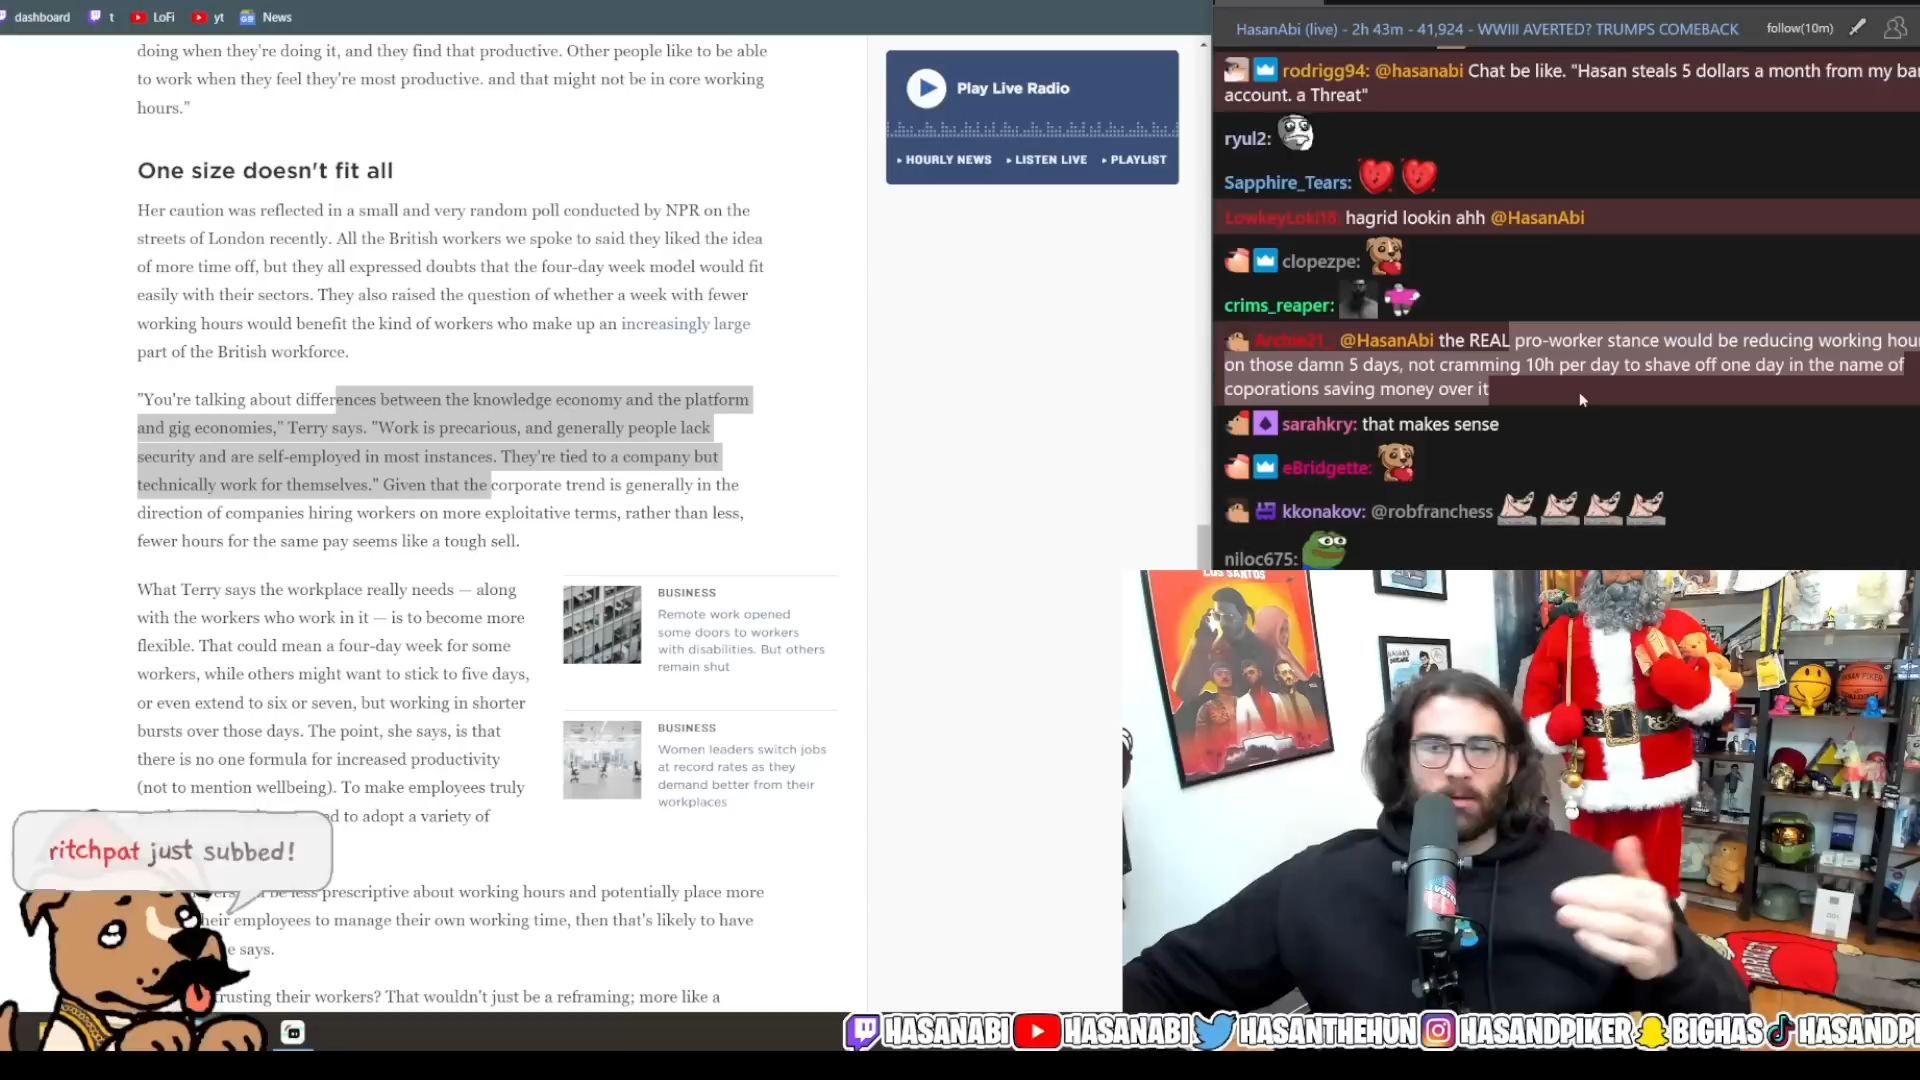 dashboard t LoFi yt News
doing when they're doing it, and they find that productive. Other people like to be able
to work when they feel they're most productive. and that might not be in core working
hours."
One size doesn't fit all
Her caution was reflected in a small and very random poll conducted by NPR on the
streets of London recently. All the British workers we spoke to said they liked the idea
of more time off, but they all expressed doubts that the four-day week model would fit
easily with their sectors. They also raised the question of whether a week with fewer
working hours would benefit the kind of workers who make up an increasingly large
part of the British workforce.
"You're talking about differences between the knowledge economy and the platform
and gig economies," Terry says. "Work is precarious, and generally people lack
security and are self-employed in most instances. They're tied to a company but
technically work for themselves." Given that the corporate trend is generally in the
direction of companies hiring workers on more exploitative terms, rather than less,
fewer hours for the same pay seems like a tough sell.
What Terry says the workplace really needs — along
with the workers who work in it — is to become more
flexible. That could mean a four-day week for some
workers, while others might want to stick to five days,
or even extend to six or seven, but working in shorter
bursts over those days. The point, she says, is that
there is no one formula for increased productivity
(not to mention wellbeing). To make employees truly
to adopt a variety of
be less prescriptive about working hours and potentially place more
their employees to manage their own working time, then that's likely to have
says.
trusting their workers? That wouldn't just be a reframing; more like a
BUSINESS
Remote work opened
some doors to workers
with disabilities. But others
remain shut
BUSINESS
Women leaders switch jobs
at record rates as they
demand better from their
workplaces
Play Live Radio
HOURLY NEWS LISTEN LIVE PLAYLIST
HasanAbi (live) - 2h 43m - 41,924 - WWIII AVERTED? TRUMPS COMEBACK follow(10m)
rodrigg94: @hasanabi Chat be like. "Hasan steals 5 dollars a month from my ba
account. a Threat"
ryul2:
Sapphire_Tears:
LowkeyLoki18: hagrid lookin ahh @HasanAbi
clopezpe:
crims_reaper:
Archie21_: @HasanAbi the REAL pro-worker stance would be reducing working hou
on those damn 5 days, not cramming 10h per day to shave off one day in the name of
coporations saving money over it
sarahkry: that makes sense
eBridgette:
kkonakov: @robfranchess
niloc675:
LOS SANTOS
ritchpat just subbed!
HASANABI HASANABI HASANTHEHUN HASANDPIKER BIGHAS HASANDPI